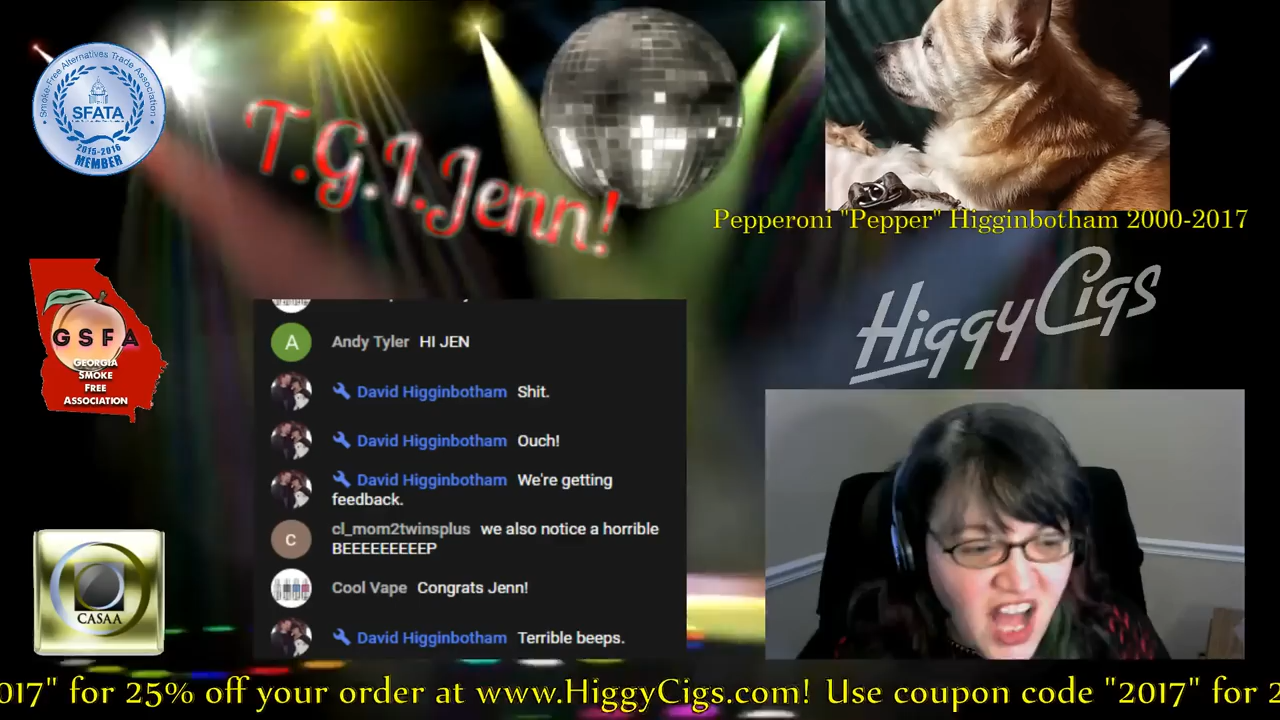 Smoke-Free Alternatives Trade Association
SFATA
2015-2016
MEMBER
T.G.I.Jenn!
Pepperoni "Pepper" Higginbotham 2000-2017
HiggyCigs
GSFA
GEORGIA
SMOKE
FREE
ASSOCIATION
A Andy Tyler HI JEN
David Higginbotham Shit.
David Higginbotham Ouch!
David Higginbotham We're getting
feedback.
C cl_mom2twinsplus we also notice a horrible
BEEEEEEEEEP
Cool Vape Congrats Jenn!
David Higginbotham Terrible beeps.
CASAA
017" for 25% off your order at www.HiggyCigs.com! Use coupon code "2017" for 2